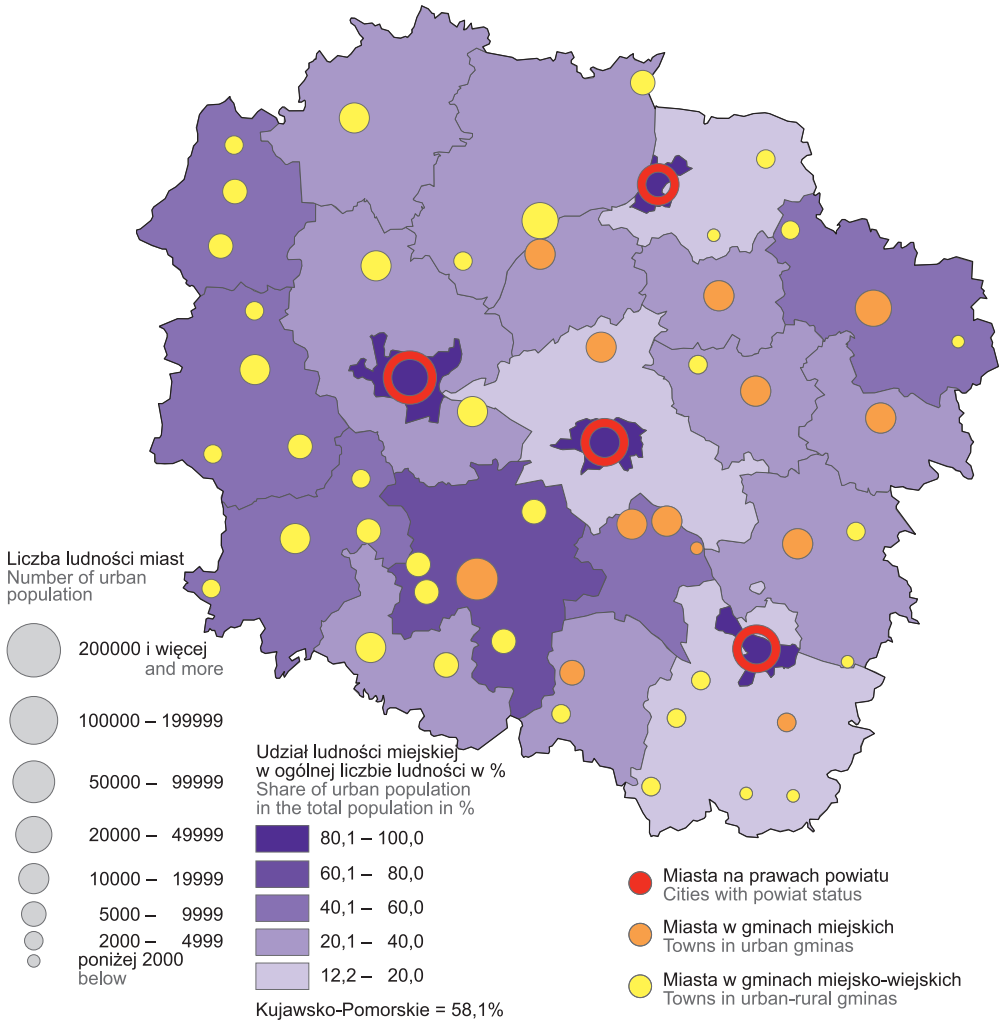 Liczba ludności miast
Number of urban
population
200000 i więcej
and more
100000 – 199999
50000 – 99999
20000 – 49999
10000 – 19999
5000 – 9999
2000 – 4999
poniżej 2000
below
Udział ludności miejskiej
w ogólnej liczbie ludności w %
Share of urban population
in the total population in %
80,1 – 100,0
60,1 – 80,0
40,1 – 60,0
20,1 – 40,0
12,2 – 20,0
Kujawsko-Pomorskie = 58,1%
Miasta na prawach powiatu
Cities with powiat status
Miasta w gminach miejskich
Towns in urban gminas
Miasta w gminach miejsko-wiejskich
Towns in urban-rural gminas